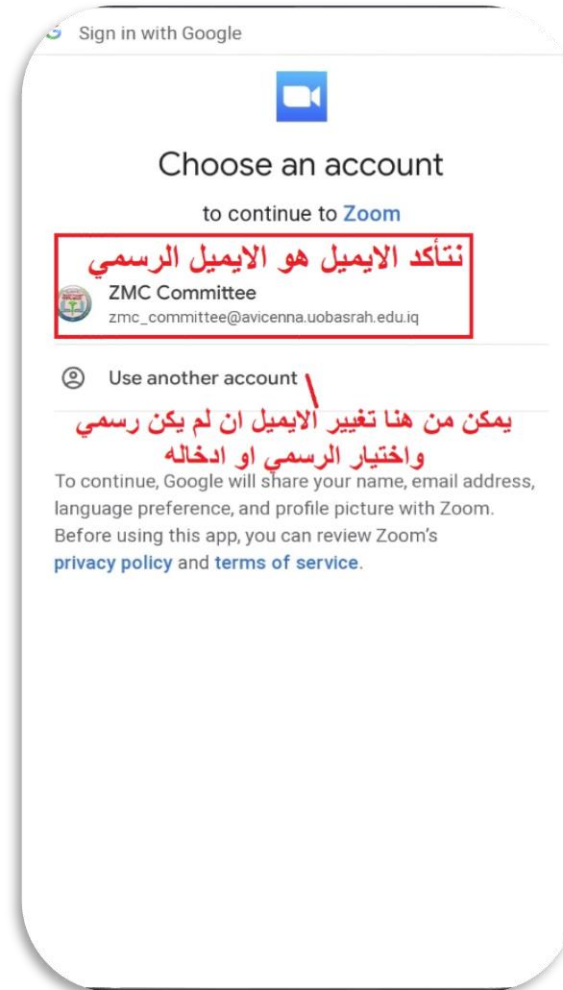 Sign in with Google
Choose an account
to continue to Zoom
نتأكد الايميل هو الايميل الرسمي
ZMC Committee
zmc_committee@avicenna.uobasrah.edu.iq
Use another account
يمكن من هنا تغيير الايميل ان لم يكن رسمي
واختيار الرسمي او ادخاله
To continue, Google will share your name, email address,
language preference, and profile picture with Zoom.
Before using this app, you can review Zoom's
privacy policy and terms of service.